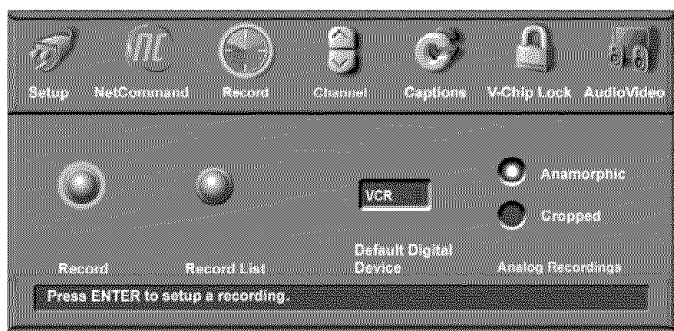 Setup NetCommand Record Channel Captions V-Chip Lock AudioVideo
Anamorphic
VCR
Cropped
Record Record List Default Digital Device Analog Recordings
Press ENTER to setup a recording.